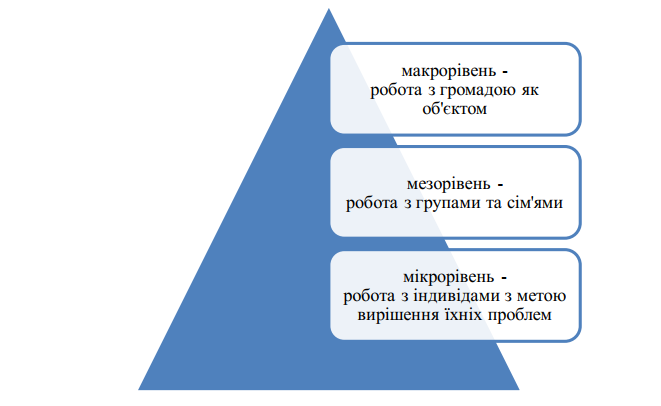 макрорівень -
робота з громадою як
об'єктом
мезорівень -
робота з групами та сім'ями
мікрорівень -
робота з індивідами з метою
вирішення їхніх проблем